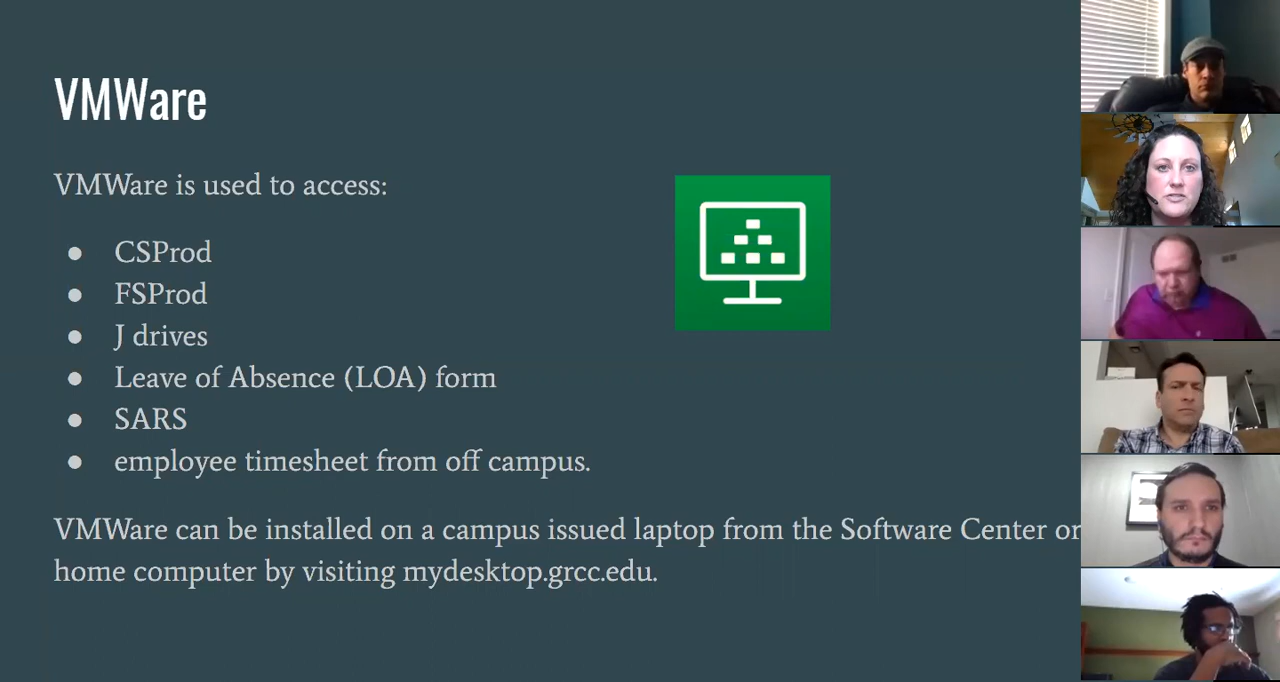 VMWare
VMWare is used to access:
● CSProd
● FSProd
● J drives
● Leave of Absence (LOA) form
● SARS
● employee timesheet from off campus.
VMWare can be installed on a campus issued laptop from the Software Center or
home computer by visiting mydesktop.grcc.edu.